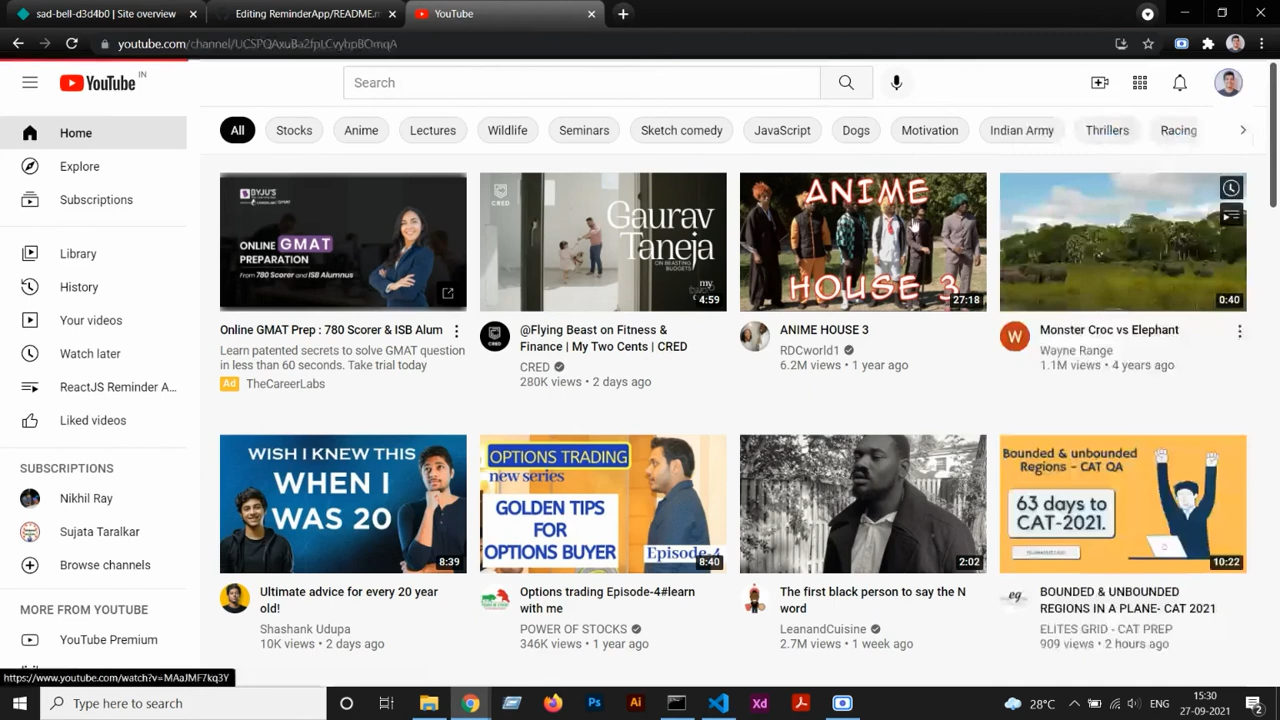 sad-bell-d3d4b0 | Site overview
Editing ReminderApp/README.m
YouTube
youtube.com/channel/UCSPQAxuBa2fpLCvybpBOmqA
YouTube IN
Search
Home
Explore
Subscriptions
Library
History
Your videos
Watch later
ReactJS Reminder A...
Liked videos
SUBSCRIPTIONS
Nikhil Ray
Sujata Taralkar
Browse channels
MORE FROM YOUTUBE
YouTube Premium
All Stocks Anime Lectures Wildlife Seminars Sketch comedy JavaScript Dogs Motivation Indian Army Thrillers Racing
BYJU'S
ONLINE GMAT
PREPARATION
From 780 Scorer and ISB Alumnus
Online GMAT Prep : 780 Scorer & ISB Alum
Learn patented secrets to solve GMAT question
in less than 60 seconds. Take trial today
Ad TheCareerLabs
CRED
Gaurav
Taneja
ON BEASTING
BUDGETS
my
4:59
@Flying Beast on Fitness &
Finance | My Two Cents | CRED
CRED
280K views • 2 days ago
ANIME
HOUSE 3
27:18
ANIME HOUSE 3
RDCworld1
6.2M views • 1 year ago
0:40
W
Monster Croc vs Elephant
Wayne Range
1.1M views • 4 years ago
WISH I KNEW THIS
WHEN I
WAS 20
8:39
Ultimate advice for every 20 year
old!
Shashank Udupa
10K views • 2 days ago
OPTIONS TRADING
new series
GOLDEN TIPS
FOR
OPTIONS BUYER
Episode-4
8:40
Options trading Episode-4#learn
with me
POWER OF STOCKS
346K views • 1 year ago
2:02
The first black person to say the N
word
LeanandCuisine
2.7M views • 1 week ago
Bounded & unbounded
Regions - CAT QA
63 days to
CAT-2021.
10:22
eg
BOUNDED & UNBOUNDED
REGIONS IN A PLANE- CAT 2021
ELITES GRID - CAT PREP
909 views • 2 hours ago
https://www.youtube.com/watch?v=MAaJMF7kq3Y
Type here to search
Ps
Ai
Xd
28°C
ENG
15:30
27-09-2021
2